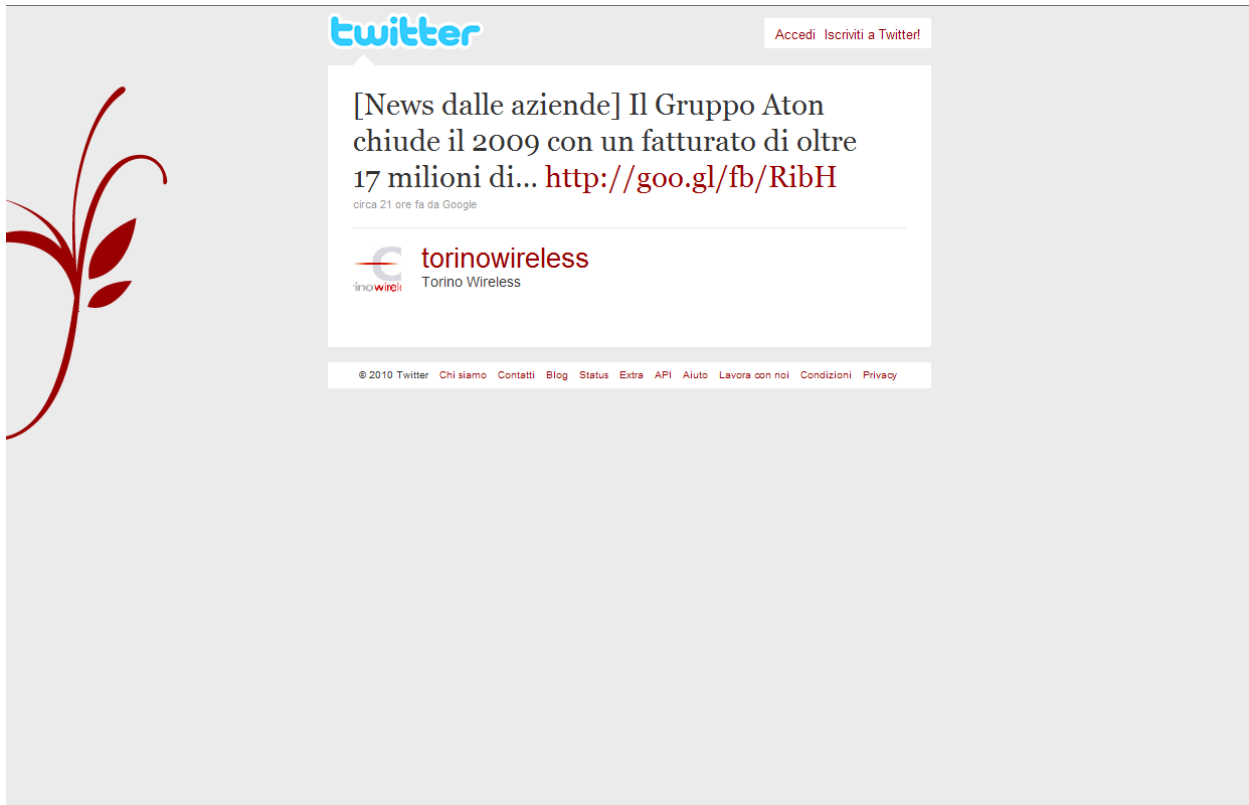 twitter
Accedi Iscriviti a Twitter!
[News dalle aziende] Il Gruppo Aton
chiude il 2009 con un fatturato di oltre
17 milioni di... http://goo.gl/fb/RibH
circa 21 ore fa da Google
torinowireless
Torino Wireless
rinowirele
© 2010 Twitter Chi siamo Contatti Blog Status Extra API Aiuto Lavora con noi Condizioni Privacy